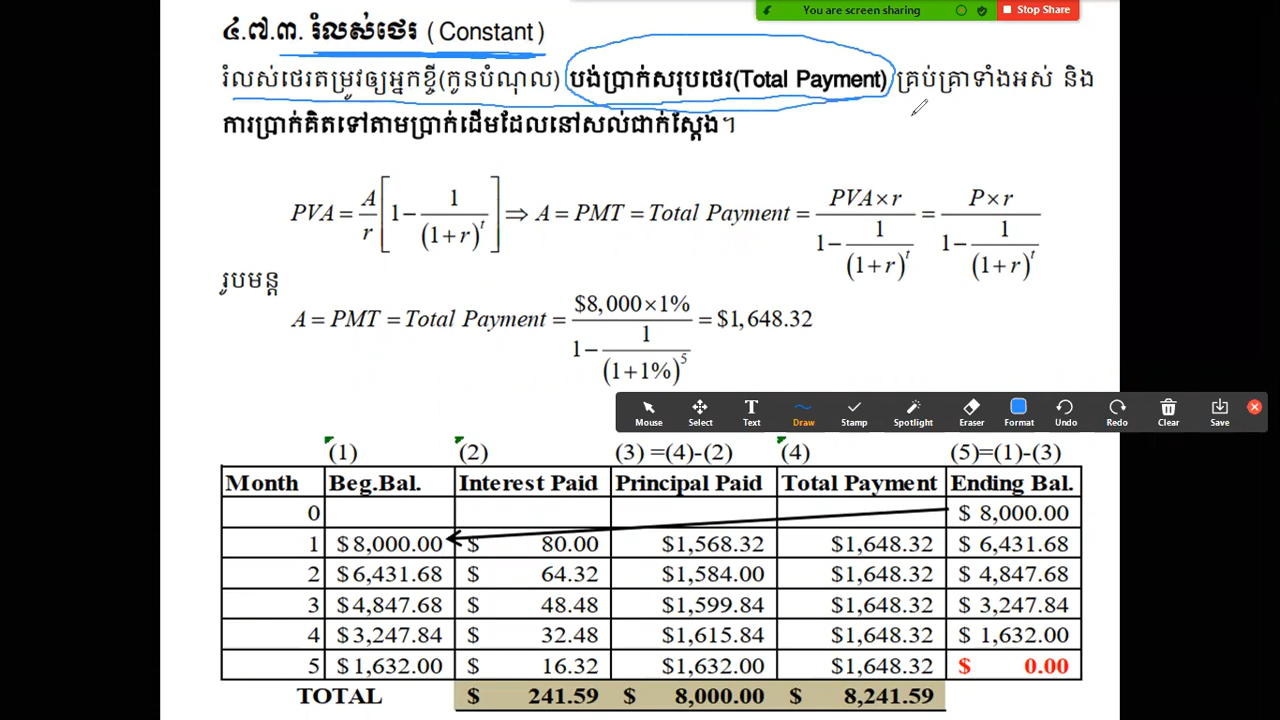 You are screen sharing Stop Share
៤.៧.៣. រំលស់ថេរ (Constant)
រំលស់ថេរតម្រូវឲ្យអ្នកខ្ចី(កូនបំណុល) បង់ប្រាក់សរុបថេរ(Total Payment) គ្រប់គ្រាទាំងអស់ និង
ការប្រាក់គិតទៅតាមប្រាក់ដើមដែលនៅសល់ជាក់ស្តែង។
PVA = A/r [1 − 1/(1+r)^t] ⇒ A = PMT = Total Payment = (PVA×r)/(1 − 1/(1+r)^t) = (P×r)/(1 − 1/(1+r)^t)
រូបមន្ត
A = PMT = Total Payment = ($8,000×1%)/(1 − 1/(1+1%)^5) = $1,648.32
Mouse Select Text Draw Stamp Spotlight Eraser Format Undo Redo Clear Save
(1) (2) (3) =(4)-(2) (4) (5)=(1)-(3)
Month Beg.Bal. Interest Paid Principal Paid Total Payment Ending Bal.
0 $ 8,000.00
1 $8,000.00 $ 80.00 $1,568.32 $1,648.32 $ 6,431.68
2 $6,431.68 $ 64.32 $1,584.00 $1,648.32 $ 4,847.68
3 $4,847.68 $ 48.48 $1,599.84 $1,648.32 $ 3,247.84
4 $3,247.84 $ 32.48 $1,615.84 $1,648.32 $ 1,632.00
5 $1,632.00 $ 16.32 $1,632.00 $1,648.32 $ 0.00
TOTAL $ 241.59 $ 8,000.00 $ 8,241.59